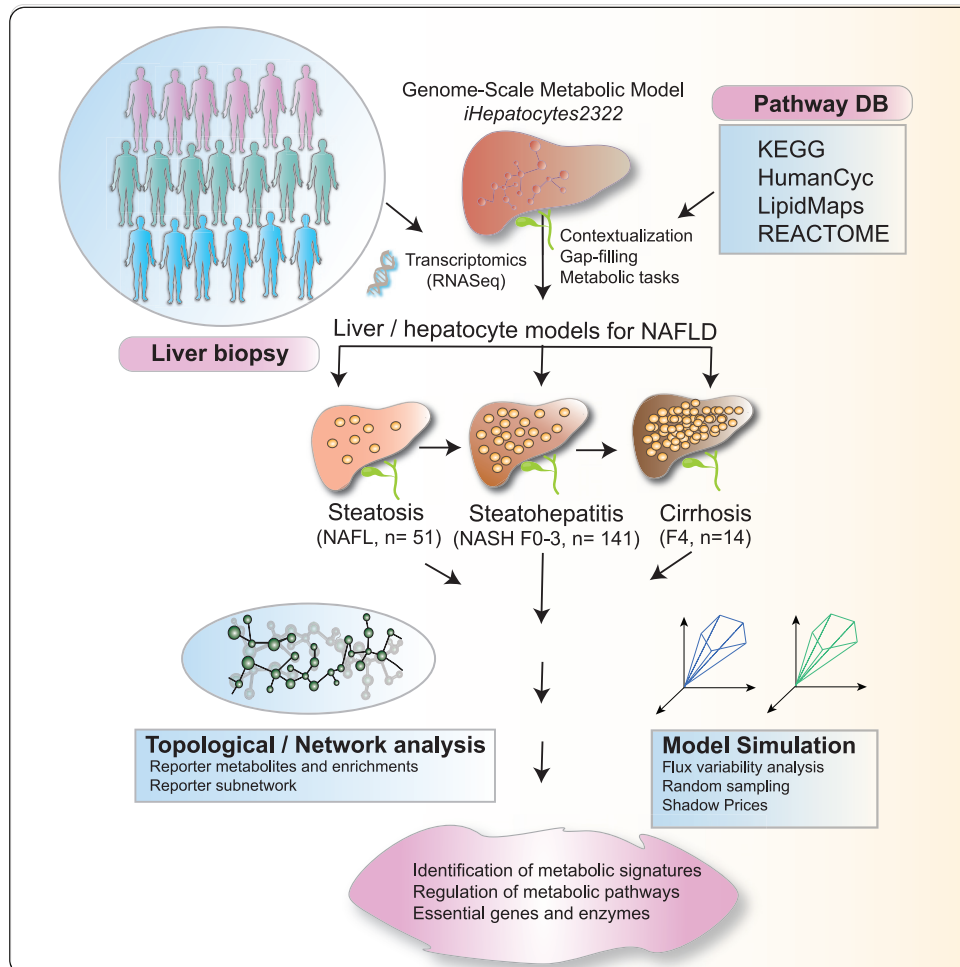 Genome-Scale Metabolic Model
iHepatocytes2322
Pathway DB
KEGG
HumanCyc
LipidMaps
REACTOME
Transcriptomics
(RNASeq)
Contextualization
Gap-filling
Metabolic tasks
Liver biopsy
Liver / hepatocyte models for NAFLD
Steatosis
(NAFL, n= 51)
Steatohepatitis
(NASH F0-3, n= 141)
Cirrhosis
(F4, n=14)
Topological / Network analysis
Reporter metabolites and enrichments
Reporter subnetwork
Model Simulation
Flux variability analysis
Random sampling
Shadow Prices
Identification of metabolic signatures
Regulation of metabolic pathways
Essential genes and enzymes